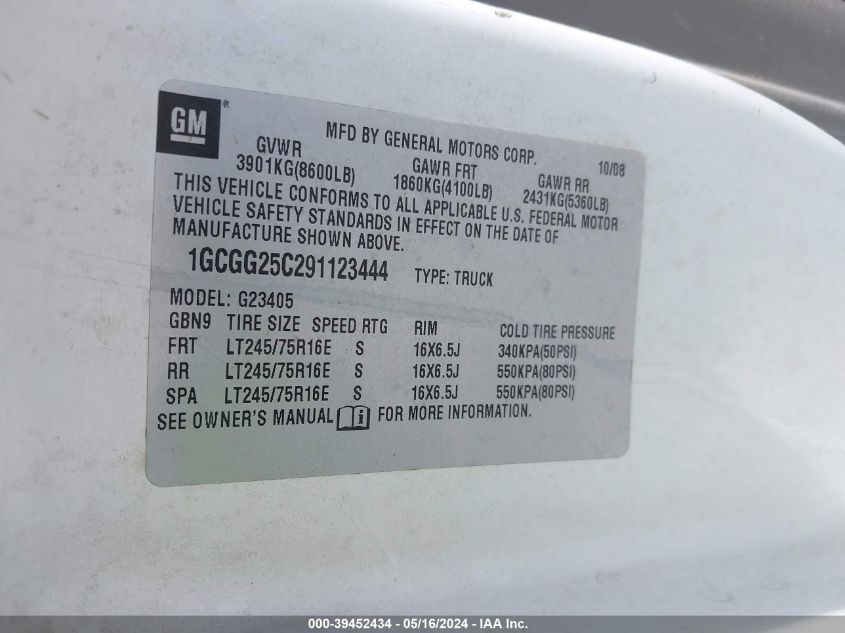 GM ®
MFD BY GENERAL MOTORS CORP. 10/08
GVWR GAWR FRT GAWR RR
3901KG(8600LB) 1860KG(4100LB) 2431KG(5360LB)
THIS VEHICLE CONFORMS TO ALL APPLICABLE U.S. FEDERAL MOTOR
VEHICLE SAFETY STANDARDS IN EFFECT ON THE DATE OF
MANUFACTURE SHOWN ABOVE.
1GCGG25C291123444 TYPE: TRUCK
MODEL: G23405
GBN9 TIRE SIZE SPEED RTG RIM COLD TIRE PRESSURE
FRT LT245/75R16E S 16X6.5J 340KPA(50PSI)
RR LT245/75R16E S 16X6.5J 550KPA(80PSI)
SPA LT245/75R16E S 16X6.5J 550KPA(80PSI)
SEE OWNER'S MANUAL i FOR MORE INFORMATION.
000-39452434 - 05/16/2024 - IAA Inc.